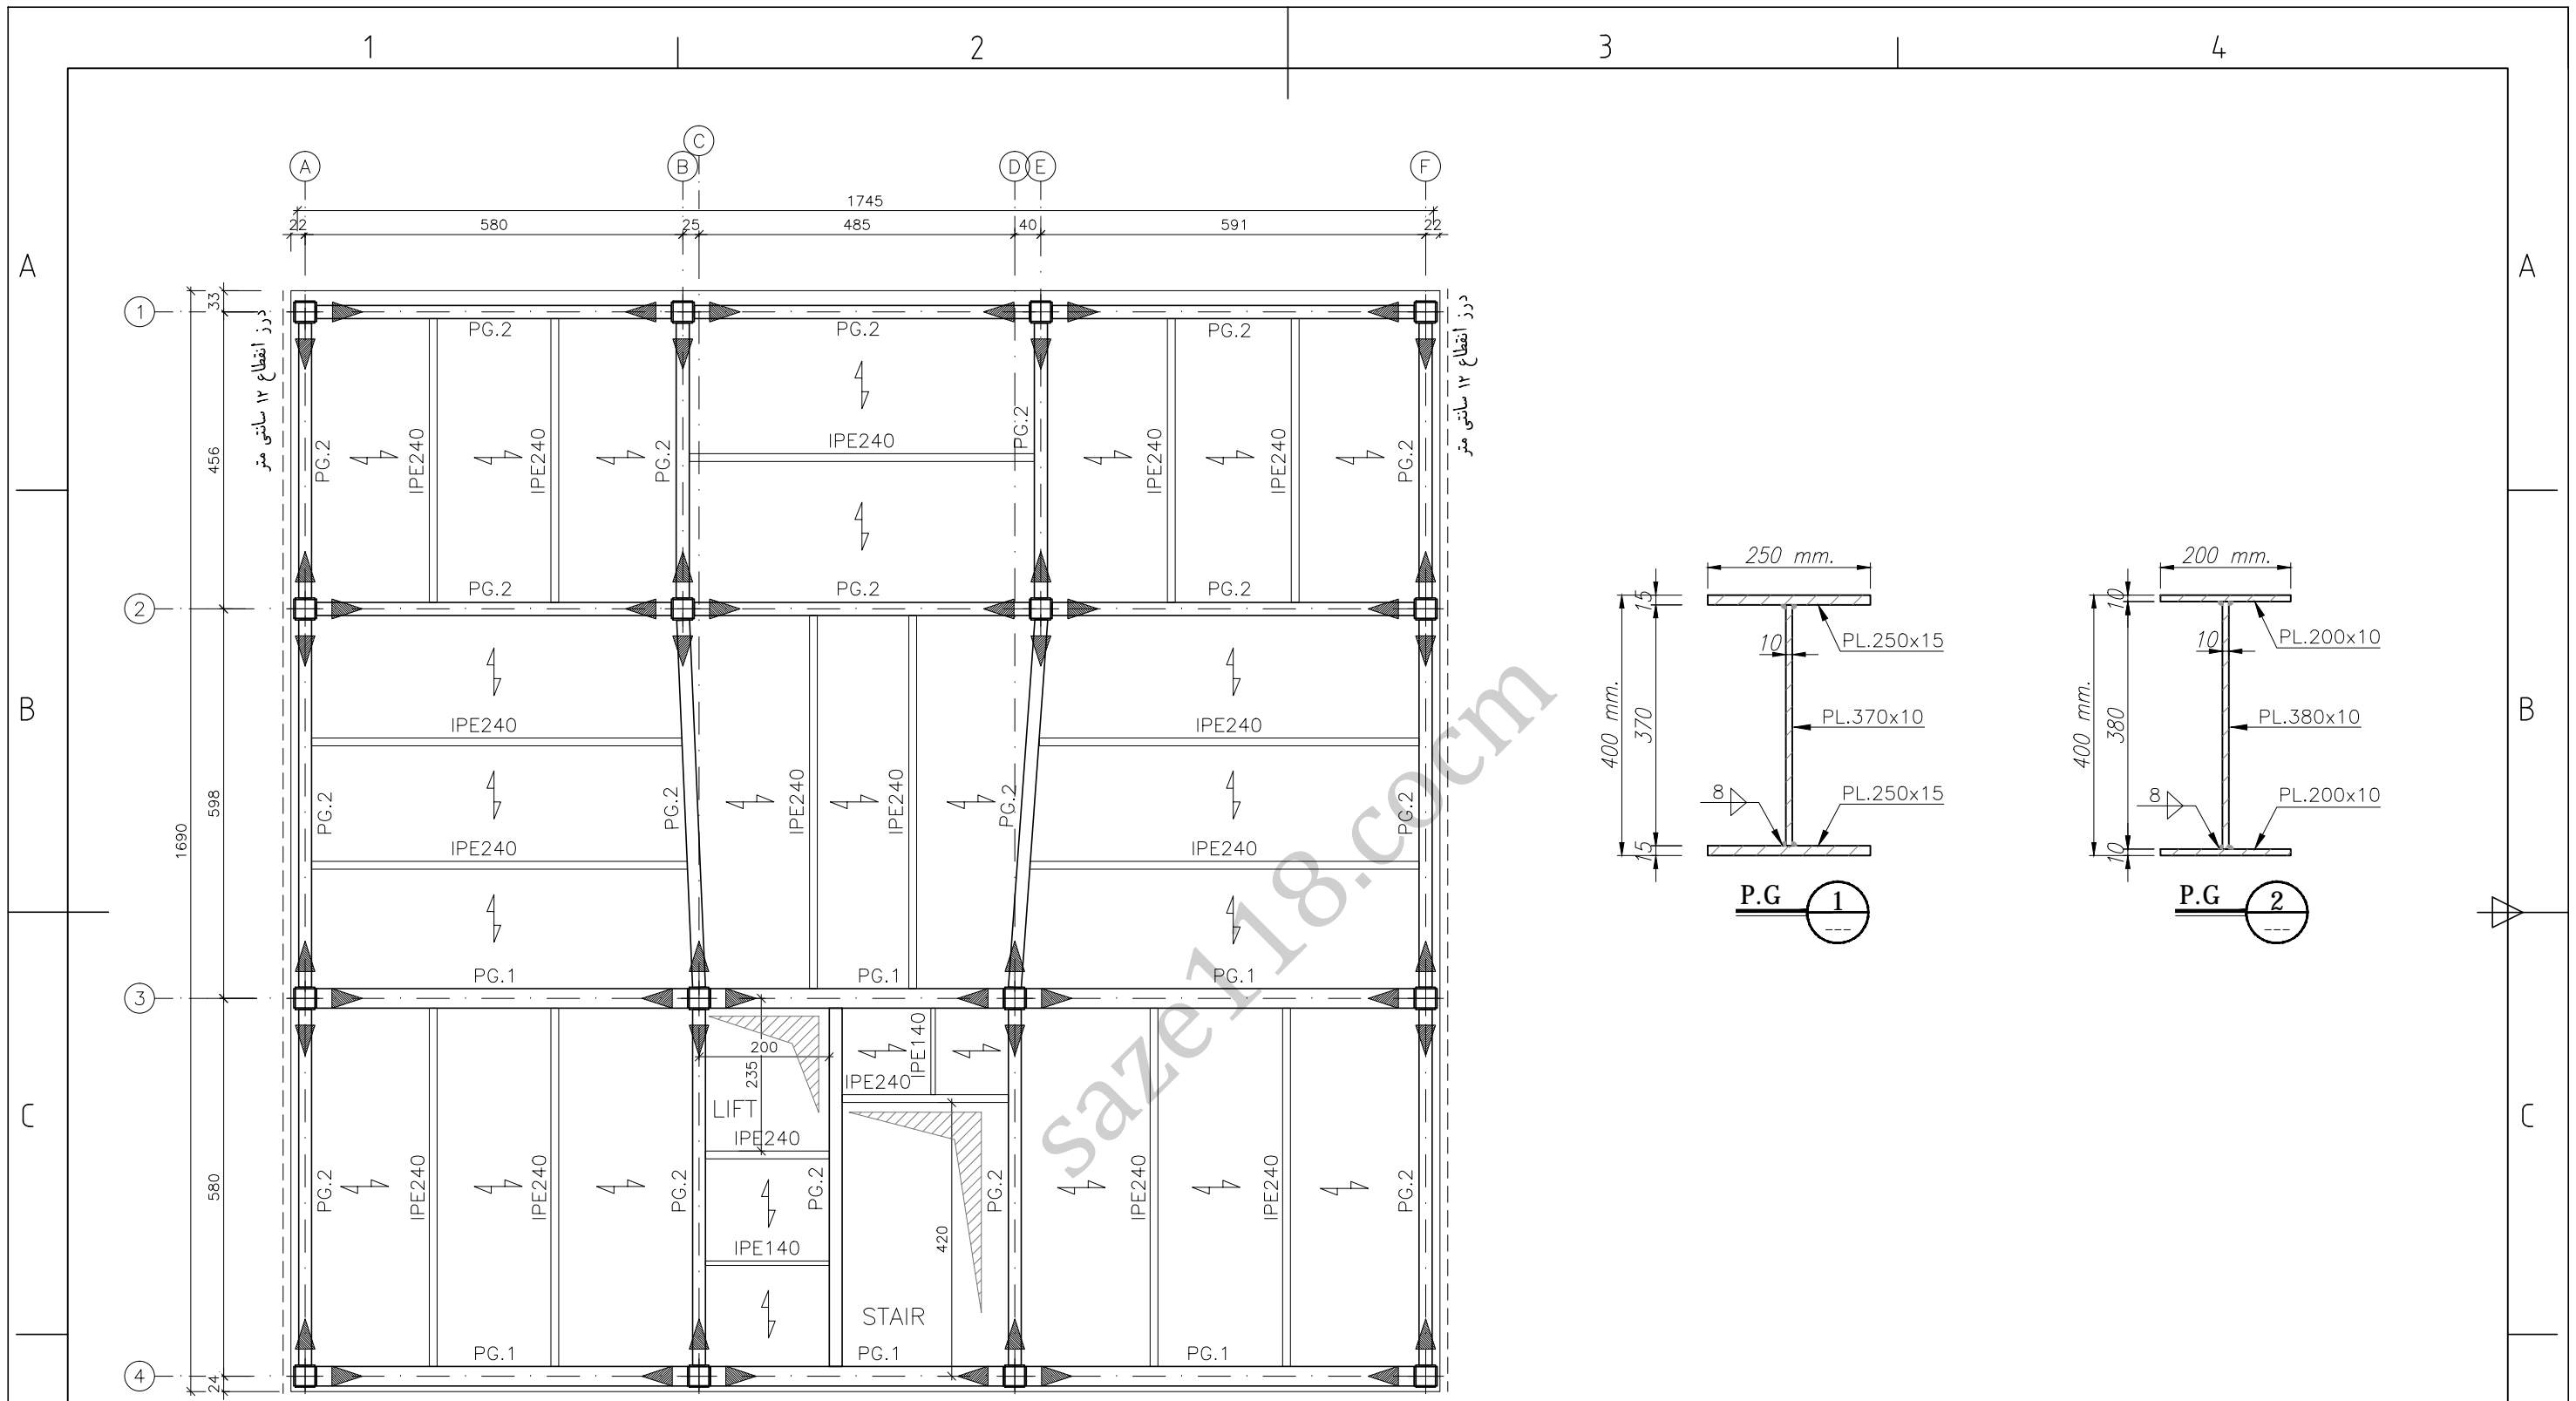 1 2 3 4
A A
B B
C C
A B C D E F
1745
22 580 25 485 40 591 22
1
2
3
4
1690
33
456
598
580
24
درز انقطاع ۱۲ سانتی متر
درز انقطاع ۱۲ سانتی متر
PG.2 PG.2 PG.2
PG.2 IPE240 IPE240 PG.2 IPE240 PG.2 IPE240 IPE240 PG.2
PG.2 PG.2 PG.2
IPE240 IPE240
PG.2 PG.2 IPE240 IPE240 PG.2 PG.2
IPE240 IPE240
PG.1 PG.1 PG.1
200
235
LIFT
IPE140
IPE240
IPE240
PG.2 IPE240 IPE240 PG.2 PG.2 PG.2 IPE240 IPE240 PG.2
IPE140
420
STAIR
PG.1 PG.1 PG.1
250 mm.
15
400 mm.
370
15
10
PL.250x15
PL.370x10
8
PL.250x15
P.G 1
---
200 mm.
10
400 mm.
380
10
10
PL.200x10
PL.380x10
8
PL.200x10
P.G 2
---
saze118.cocm